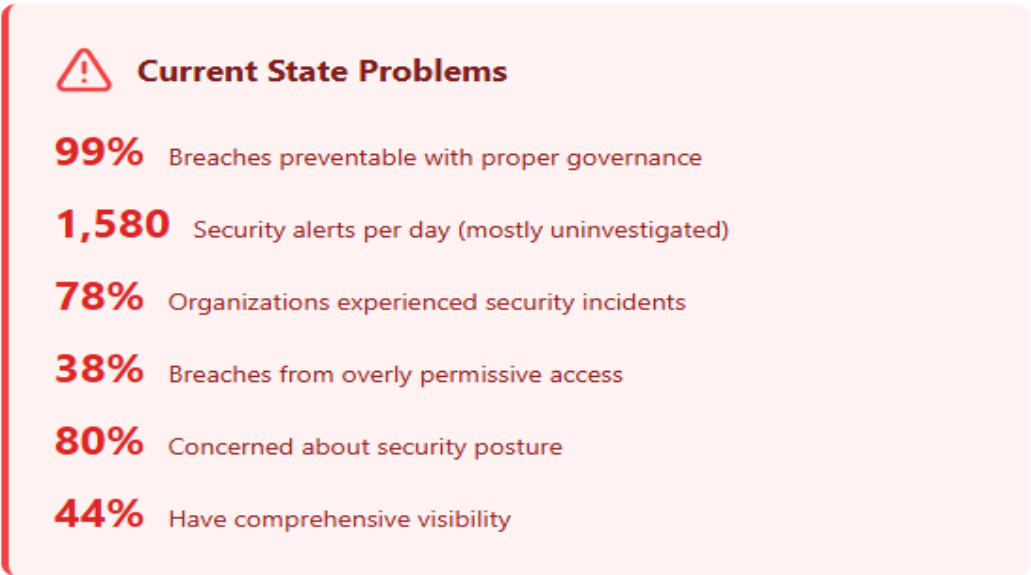 Current State Problems
99% Breaches preventable with proper governance
1,580 Security alerts per day (mostly uninvestigated)
78% Organizations experienced security incidents
38% Breaches from overly permissive access
80% Concerned about security posture
44% Have comprehensive visibility